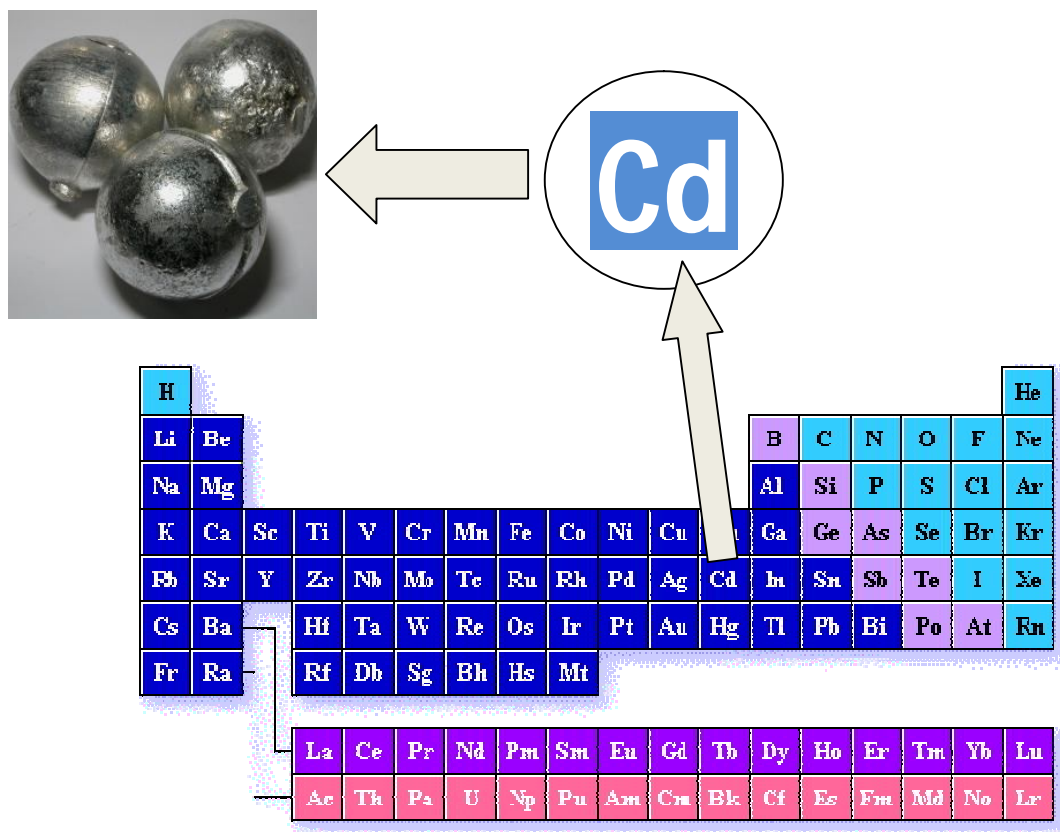 Cd
H He
Li Be B C N O F Ne
Na Mg Al Si P S Cl Ar
K Ca Sc Ti V Cr Mn Fe Co Ni Cu Ga Ge As Se Br Kr
Rb Sr Y Zr Nb Mo Tc Ru Rh Pd Ag Cd In Sn Sb Te I Xe
Cs Ba Hf Ta W Re Os Ir Pt Au Hg Tl Pb Bi Po At Rn
Fr Ra Rf Db Sg Bh Hs Mt
La Ce Pr Nd Pm Sm Eu Gd Tb Dy Ho Er Tm Yb Lu
Ac Th Pa U Np Pu Am Cm Bk Cf Es Fm Md No Lr